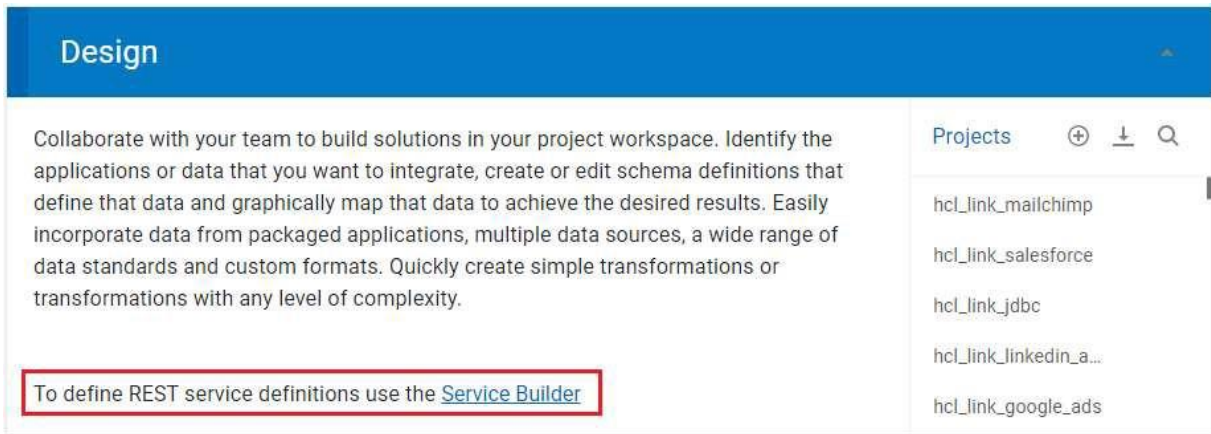 Design
Collaborate with your team to build solutions in your project workspace. Identify the
applications or data that you want to integrate, create or edit schema definitions that
define that data and graphically map that data to achieve the desired results. Easily
incorporate data from packaged applications, multiple data sources, a wide range of
data standards and custom formats. Quickly create simple transformations or
transformations with any level of complexity.
To define REST service definitions use the Service Builder
Projects
hcl_link_mailchimp
hcl_link_salesforce
hcl_link_jdbc
hcl_link_linkedin_a...
hcl_link_google_ads